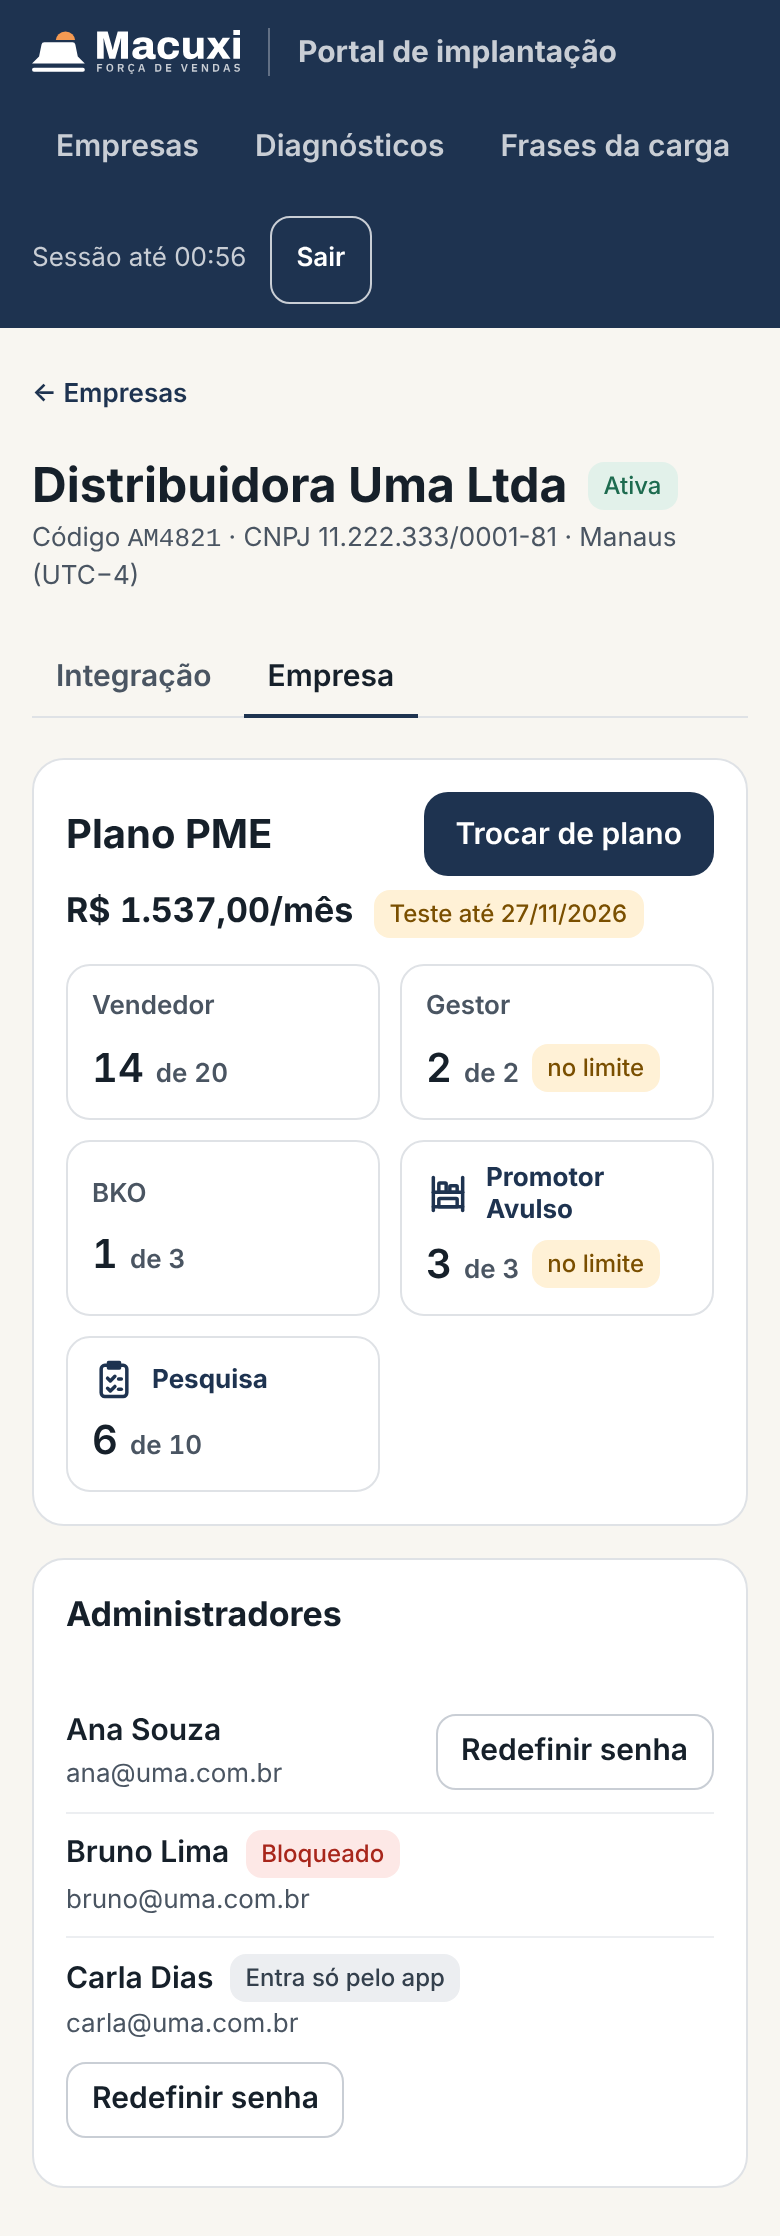 Macuxi
FORÇA DE VENDAS
Portal de implantação
Empresas Diagnósticos Frases da carga
Sessão até 00:56 Sair
← Empresas
Distribuidora Uma Ltda Ativa
Código AM4821 · CNPJ 11.222.333/0001-81 · Manaus
(UTC−4)
Integração Empresa
Plano PME Trocar de plano
R$ 1.537,00/mês Teste até 27/11/2026
Vendedor
14 de 20
Gestor
2 de 2 no limite
BKO
1 de 3
Promotor
Avulso
3 de 3 no limite
Pesquisa
6 de 10
Administradores
Ana Souza
ana@uma.com.br
Redefinir senha
Bruno Lima Bloqueado
bruno@uma.com.br
Carla Dias Entra só pelo app
carla@uma.com.br
Redefinir senha